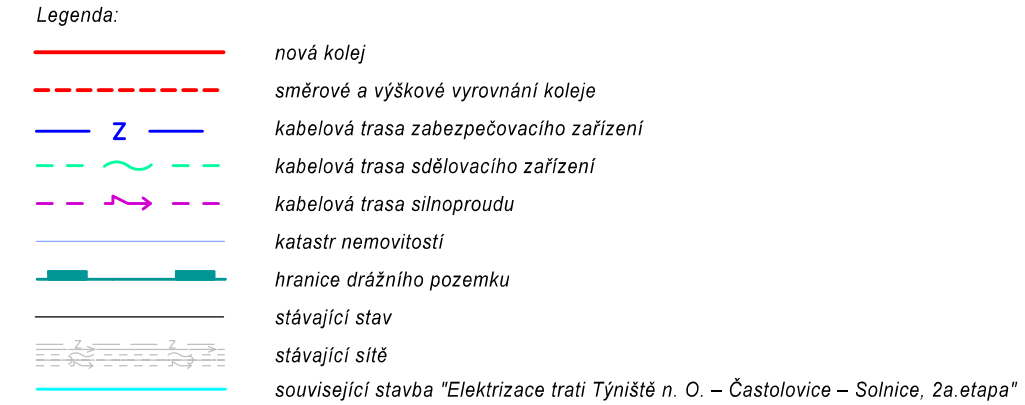 Legenda:
nová kolej
směrové a výškové vyrovnání koleje
Z kabelová trasa zabezpečovacího zařízení
kabelová trasa sdělovacího zařízení
kabelová trasa silnoproudu
katastr nemovitostí
hranice drážního pozemku
stávající stav
Z Z stávající sítě
související stavba "Elektrizace trati Týniště n. O. – Častolovice – Solnice, 2a.etapa"